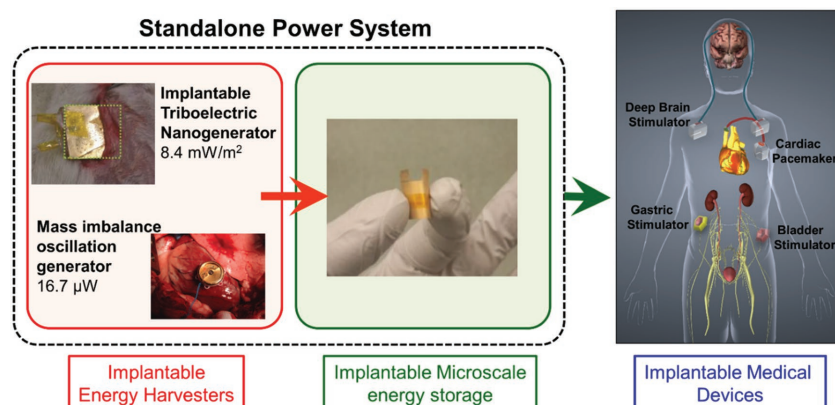 Standalone Power System
Implantable
Triboelectric
Nanogenerator
8.4 mW/m²
Mass imbalance
oscillation
generator
16.7 µW
Deep Brain
Stimulator
Cardiac
Pacemaker
Gastric
Stimulator
Bladder
Stimulator
Implantable
Energy Harvesters
Implantable Microscale
energy storage
Implantable Medical
Devices